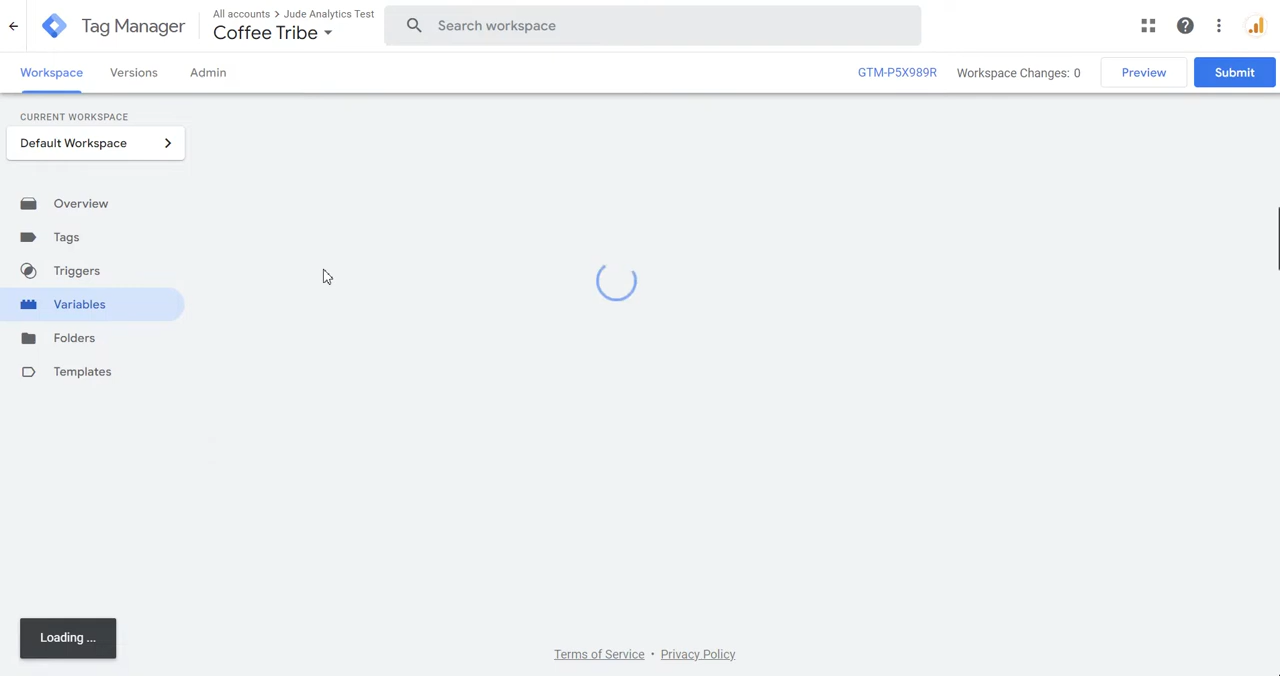 Tag Manager
All accounts > Jude Analytics Test
Coffee Tribe
Search workspace
Workspace
Versions
Admin
GTM-P5X989R
Workspace Changes: 0
Preview
Submit
CURRENT WORKSPACE
Default Workspace
Overview
Tags
Triggers
Variables
Folders
Templates
Loading ...
Terms of Service • Privacy Policy